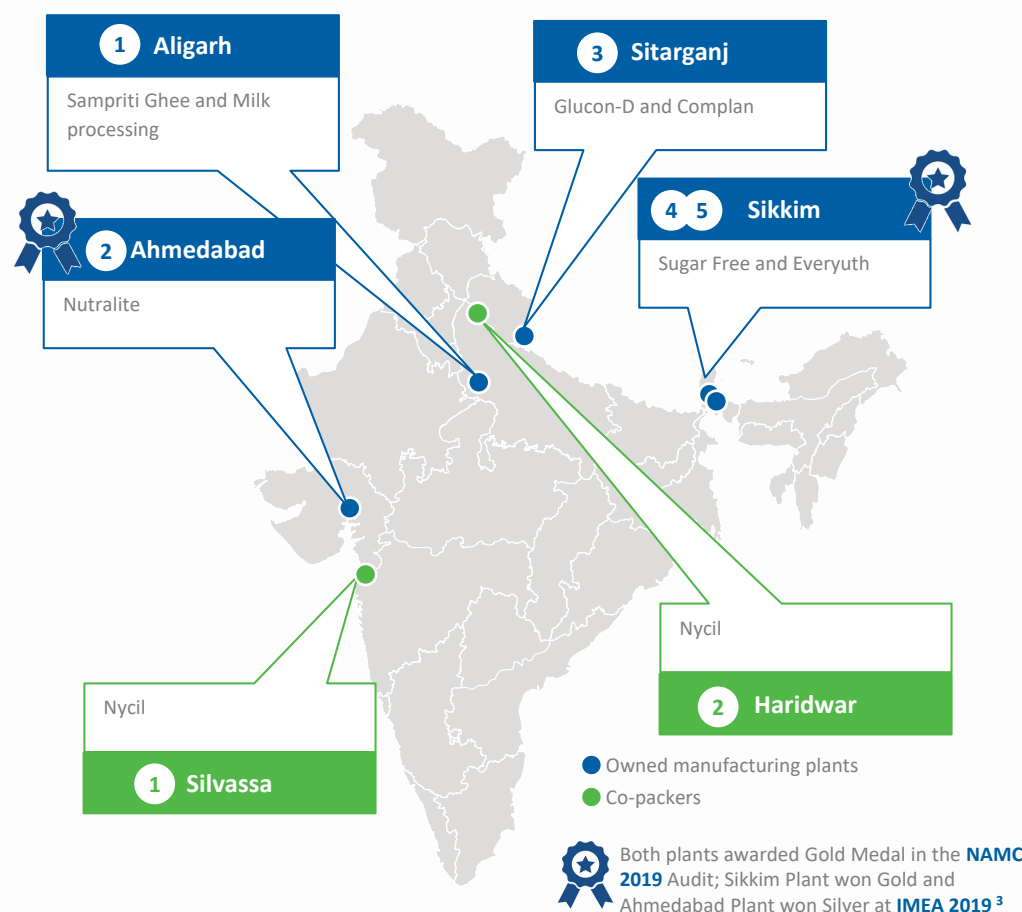 1 Aligarh
Sampriti Ghee and Milk
processing
3 Sitarganj
Glucon-D and Complan
4 5 Sikkim
Sugar Free and Everyuth
2 Ahmedabad
Nutralite
Nycil
2 Haridwar
Nycil
1 Silvassa
Owned manufacturing plants
Co-packers
Both plants awarded Gold Medal in the NAMC
2019 Audit; Sikkim Plant won Gold and
Ahmedabad Plant won Silver at IMEA 2019 ³